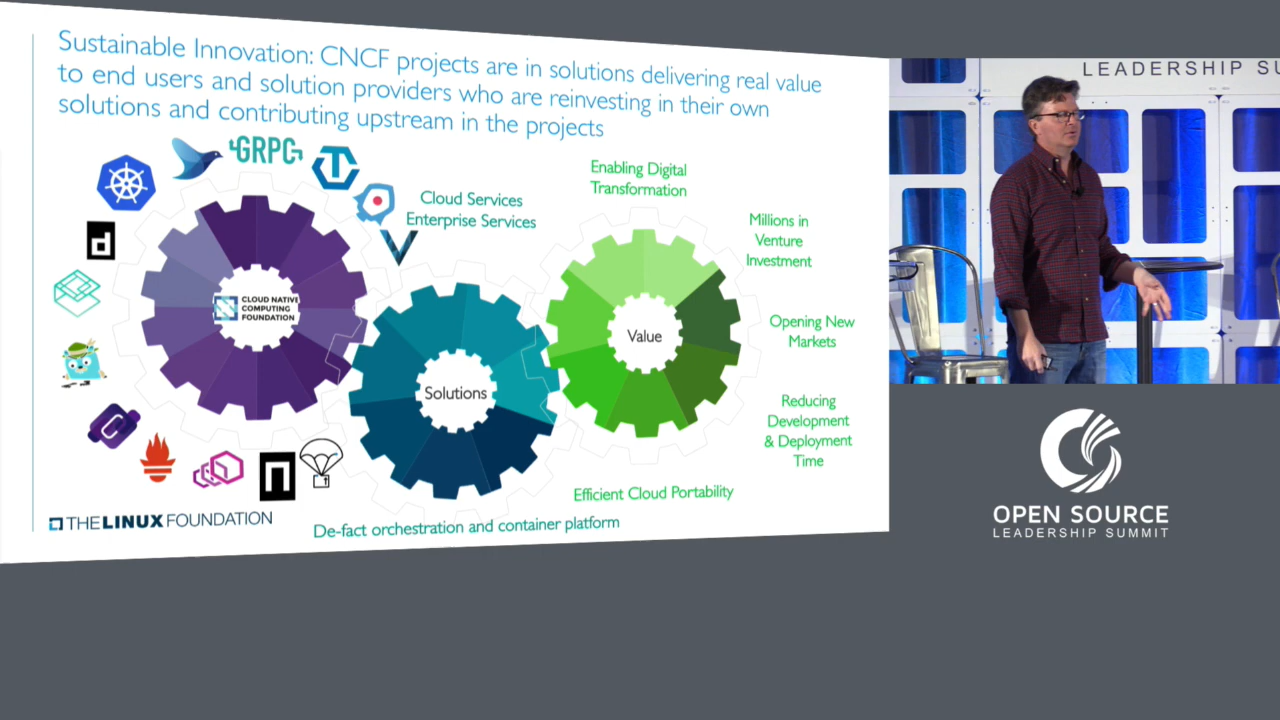 Sustainable Innovation: CNCF projects are in solutions delivering real value
to end users and solution providers who are reinvesting in their own
solutions and contributing upstream in the projects
GRPC
T
Cloud Services
Enterprise Services
d
CLOUD NATIVE
COMPUTING
FOUNDATION
Solutions
Value
Enabling Digital
Transformation
Millions in
Venture
Investment
Opening New
Markets
Reducing
Development
& Deployment
Time
Efficient Cloud Portability
C
n
THE LINUX FOUNDATION
De-fact orchestration and container platform
LEADERSHIP SU
OPEN SOURCE
LEADERSHIP SUMMIT